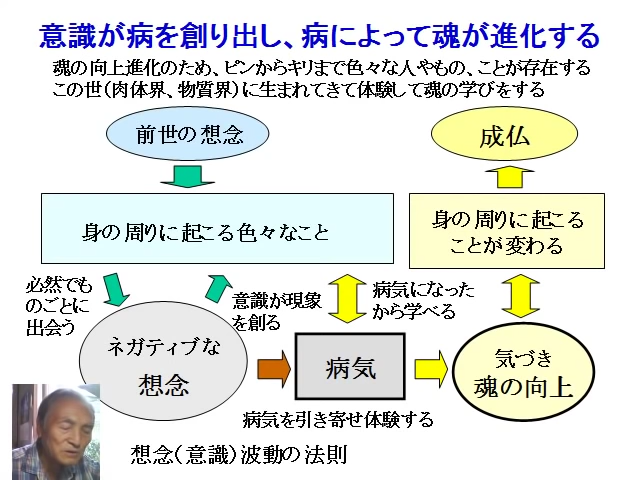 意識が病を創り出し、病によって魂が進化する
魂の向上進化のため、ピンからキリまで色々な人やもの、ことが存在する
この世（肉体界、物質界）に生まれてきて体験して魂の学びをする
前世の想念
成仏
身の周りに起こる色々なこと
身の周りに起こる
ことが変わる
必然でも
のごとに
出会う
意識が現象
を創る
病気になった
から学べる
ネガティブな
想念
病気
気づき
魂の向上
病気を引き寄せ体験する
想念（意識）波動の法則